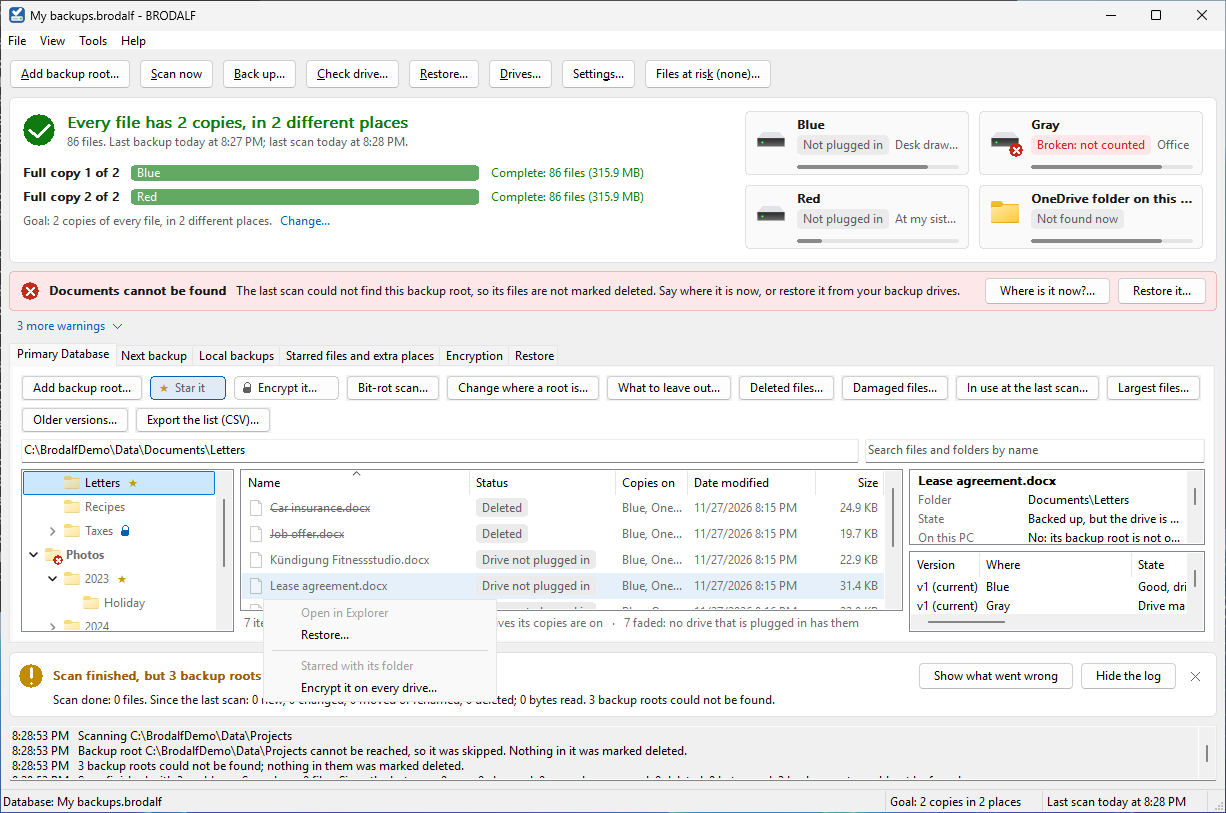 My backups.brodalf - BRODALF
File View Tools Help
Add backup root... Scan now Back up... Check drive... Restore... Drives... Settings... Files at risk (none)...
Every file has 2 copies, in 2 different places
86 files. Last backup today at 8:27 PM; last scan today at 8:28 PM.
Full copy 1 of 2 Blue Complete: 86 files (315.9 MB)
Full copy 2 of 2 Red Complete: 86 files (315.9 MB)
Goal: 2 copies of every file, in 2 different places. Change...
Blue
Not plugged in Desk draw...
Gray
Broken: not counted Office
Red
Not plugged in At my sist...
OneDrive folder on this ...
Not found now
Documents cannot be found The last scan could not find this backup root, so its files are not marked deleted. Say where it is now, or restore it from your backup drives. Where is it now?... Restore it...
3 more warnings
Primary Database Next backup Local backups Starred files and extra places Encryption Restore
Add backup root... Star it Encrypt it... Bit-rot scan... Change where a root is... What to leave out... Deleted files... Damaged files... In use at the last scan... Largest files...
Older versions... Export the list (CSV)...
C:\BrodalfDemo\Data\Documents\Letters Search files and folders by name
Letters
Recipes
Taxes
Photos
2023
Holiday
2024
Name Status Copies on Date modified Size
Car insurance.docx Deleted Blue, One... 11/27/2026 8:15 PM 24.9 KB
Job offer.docx Deleted Blue, One... 11/27/2026 8:15 PM 19.7 KB
Kündigung Fitnessstudio.docx Drive not plugged in Blue, One... 11/27/2026 8:15 PM 22.9 KB
Lease agreement.docx Drive not plugged in Blue, One... 11/27/2026 8:15 PM 31.4 KB
7 ite
ves its copies are on · 7 faded: no drive that is plugged in has them
Open in Explorer
Restore...
Starred with its folder
Encrypt it on every drive...
Lease agreement.docx
Folder Documents\Letters
State Backed up, but the drive is ...
On this PC No: its backup root is not o...
Version Where State
v1 (current) Blue Good, dri
v1 (current) Gray Drive ma
Scan finished, but 3 backup roots
Scan done: 0 files. Since the last scan: 0 new, 0 changed, 0 moved or renamed, 0 deleted; 0 bytes read. 3 backup roots could not be found.
Show what went wrong Hide the log
8:28:53 PM Scanning C:\BrodalfDemo\Data\Projects
8:28:53 PM Backup root C:\BrodalfDemo\Data\Projects cannot be reached, so it was skipped. Nothing in it was marked deleted.
8:28:53 PM 3 backup roots could not be found; nothing in them was marked deleted.
Database: My backups.brodalf Goal: 2 copies in 2 places Last scan today at 8:28 PM